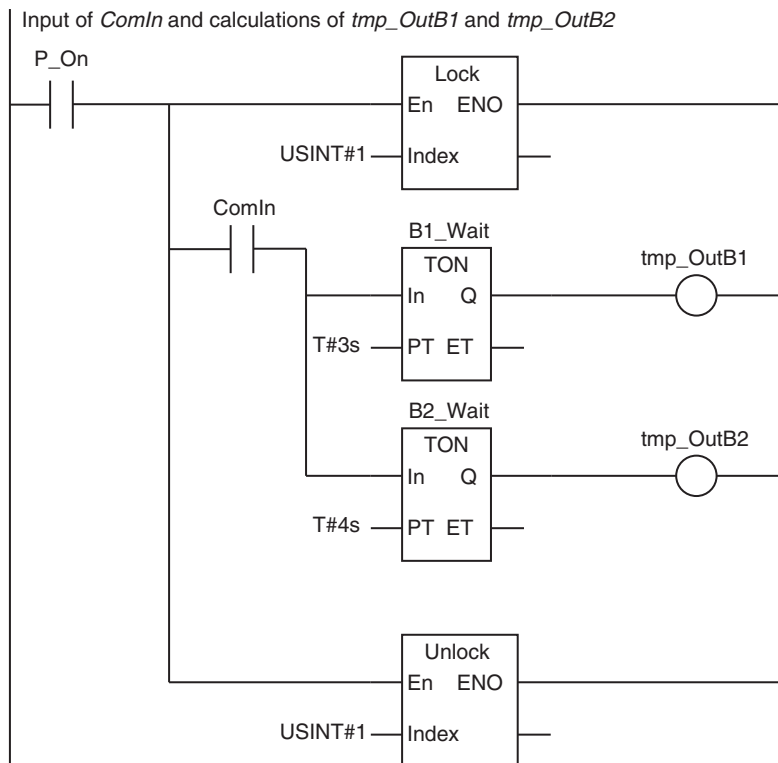 Input of ComIn and calculations of tmp_OutB1 and tmp_OutB2
P_On
Lock
En ENO
USINT#1 Index
ComIn
B1_Wait
TON
tmp_OutB1
In Q
T#3s PT ET
B2_Wait
TON
tmp_OutB2
In Q
T#4s PT ET
Unlock
En ENO
USINT#1 Index